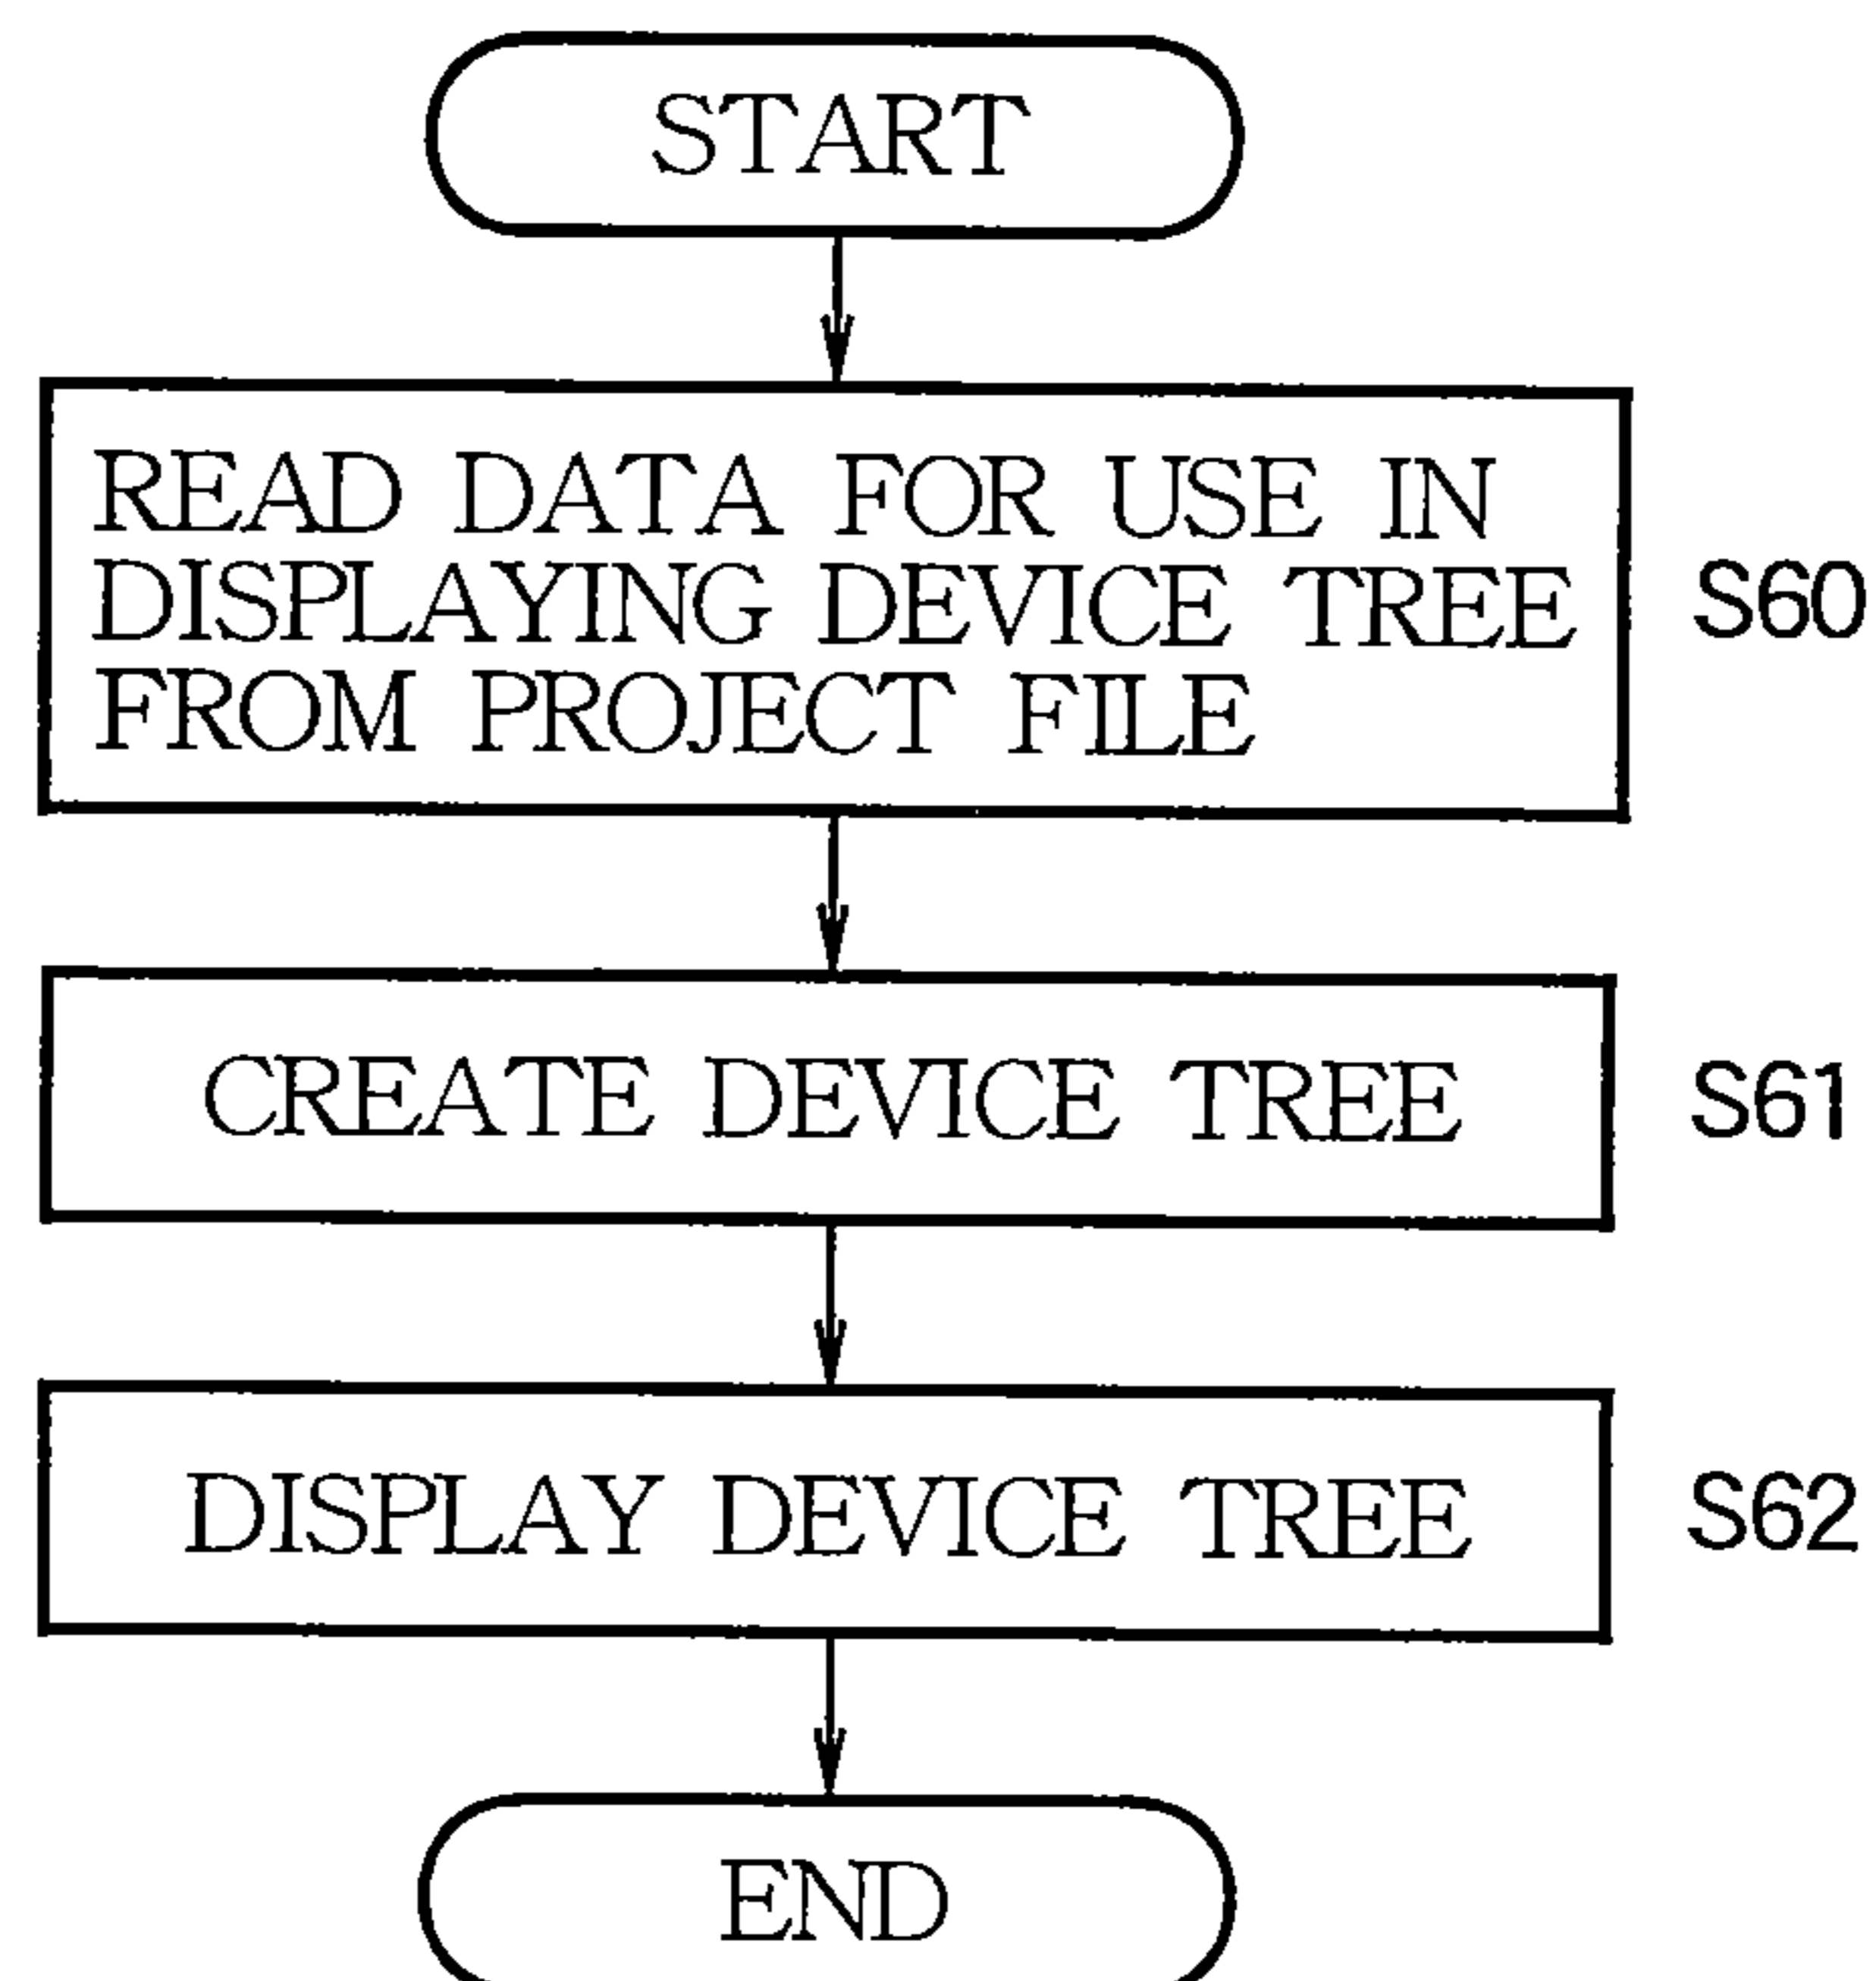 START
READ DATA FOR USE IN
DISPLAYING DEVICE TREE
FROM PROJECT FILE
S60
CREATE DEVICE TREE
S61
DISPLAY DEVICE TREE
S62
END